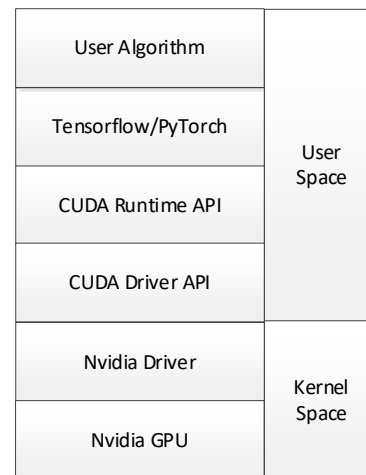 User Algorithm
Tensorflow/PyTorch
CUDA Runtime API
CUDA Driver API
Nvidia Driver
Nvidia GPU
User
Space
Kernel
Space